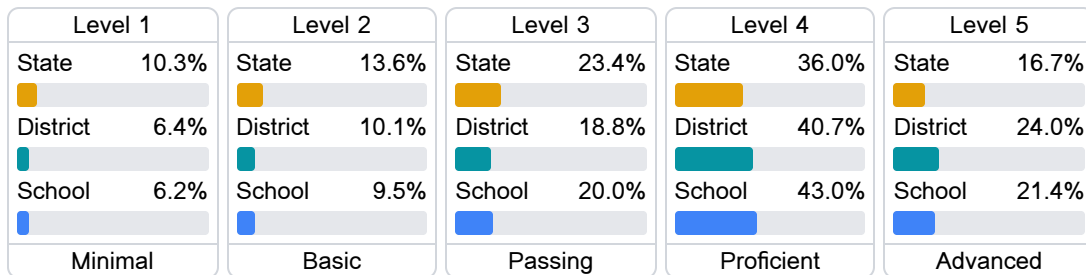 Level 1
State 10.3%
District 6.4%
School 6.2%
Minimal
Level 2
State 13.6%
District 10.1%
School 9.5%
Basic
Level 3
State 23.4%
District 18.8%
School 20.0%
Passing
Level 4
State 36.0%
District 40.7%
School 43.0%
Proficient
Level 5
State 16.7%
District 24.0%
School 21.4%
Advanced